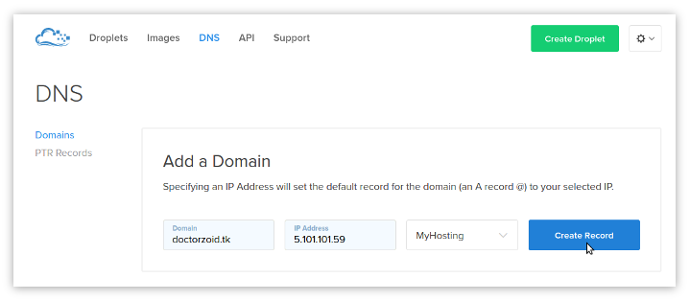 Droplets Images DNS API Support Create Droplet
DNS
Domains
PTR Records
Add a Domain
Specifying an IP Address will set the default record for the domain (an A record @) to your selected IP.
Domain
doctorzoid.tk
IP Address
5.101.101.59
MyHosting
Create Record